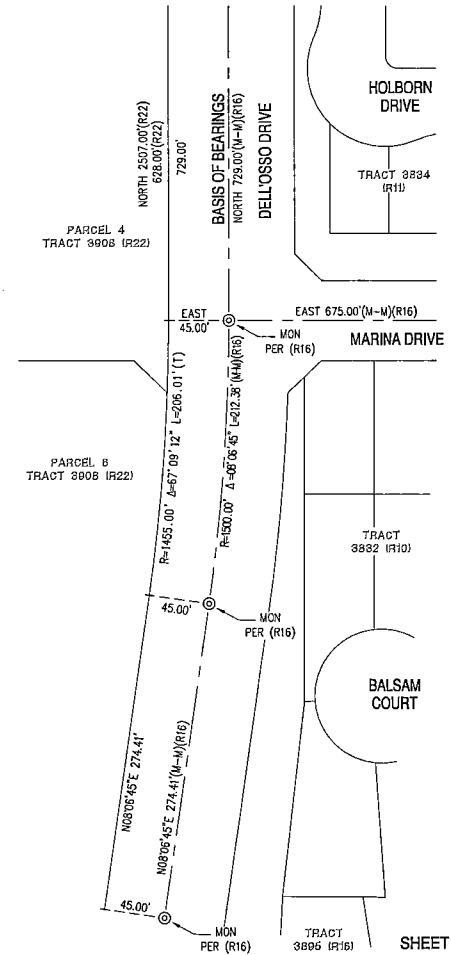 HOLBORN
DRIVE
TRACT 3834
(R11)
NORTH 2507.00'(R22)
628.00'(R22)
729.00'
BASIS OF BEARINGS
NORTH 729.00'(M-M)(R16)
DELL'OSSO DRIVE
PARCEL 4
TRACT 3908 (R22)
EAST
45.00'
EAST 675.00'(M-M)(R16)
MON
PER (R16)
MARINA DRIVE
R=1455.00' Δ=67°09'12" L=206.01'(T)
R=1500.00' Δ=08°06'45" L=212.38'(M-M)(R16)
PARCEL 6
TRACT 3908 (R22)
TRACT
3832 (R10)
45.00'
MON
PER (R16)
BALSAM
COURT
N08°06'45"E 274.41'
N08°06'45"E 274.41'(M-M)(R16)
45.00'
MON
PER (R16)
TRACT
3895 (R16)
SHEET